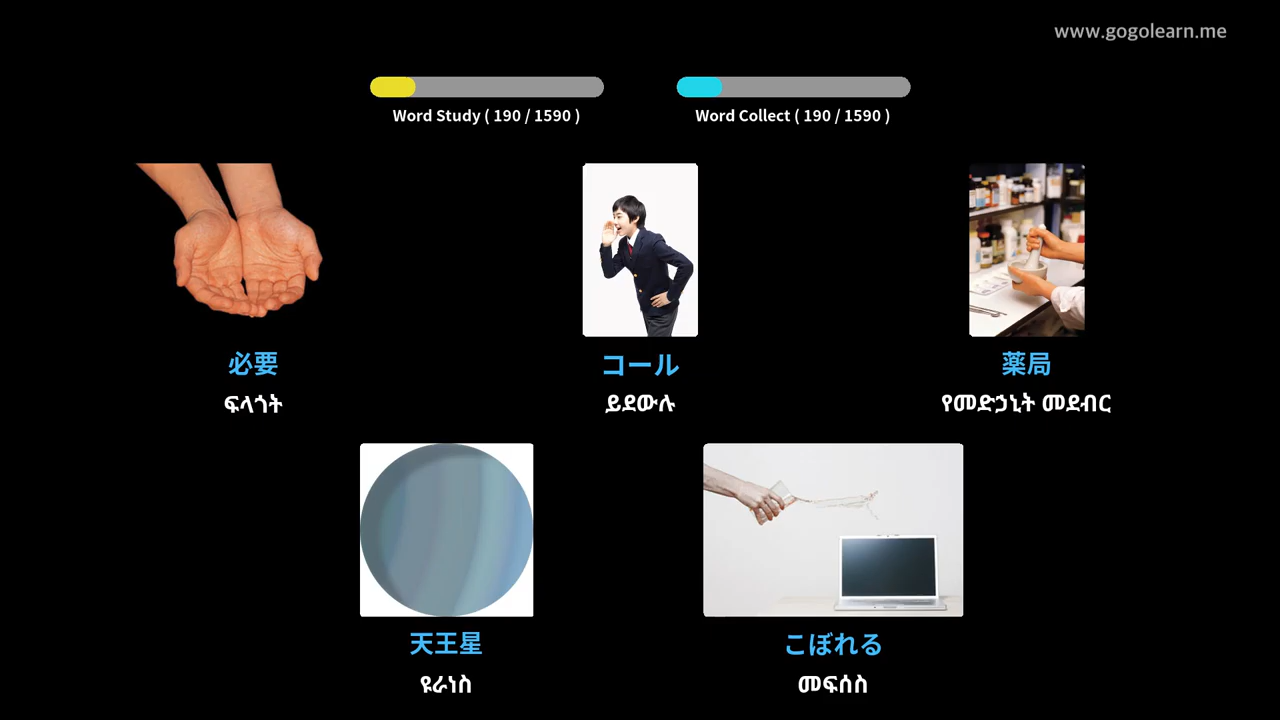 www.gogolearn.me
Word Study ( 190 / 1590 )
Word Collect ( 190 / 1590 )
必要
ፍላጎት
コール
ይደውሉ
薬局
የመድኃኒት መደብር
天王星
ዩራነስ
こぼれる
መፍሰስ